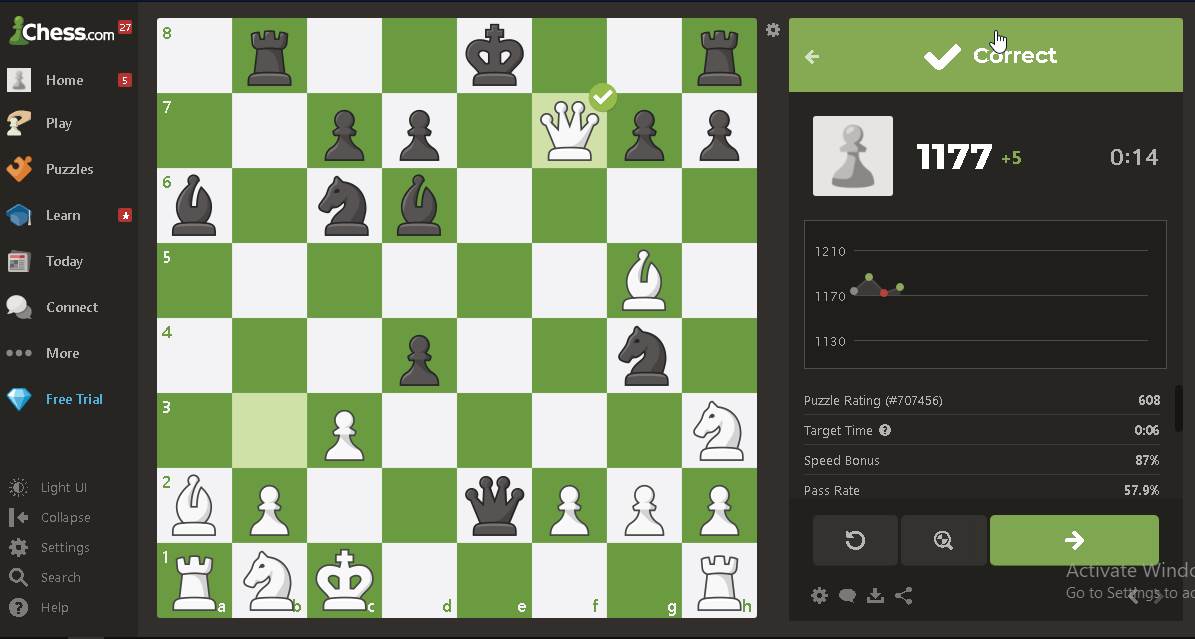 Chess.com 27
Home 5
Play
Puzzles
Learn
Today
Connect
More
Free Trial
Light UI
Collapse
Settings
Search
Help
8
7
6
5
4
3
2
1
a b c d e f g h
Correct
1177 +5 0:14
1210
1170
1130
Puzzle Rating (#707456) 608
Target Time ? 0:06
Speed Bonus 87%
Pass Rate 57.9%
Activate Windo
Go to Settings to ac